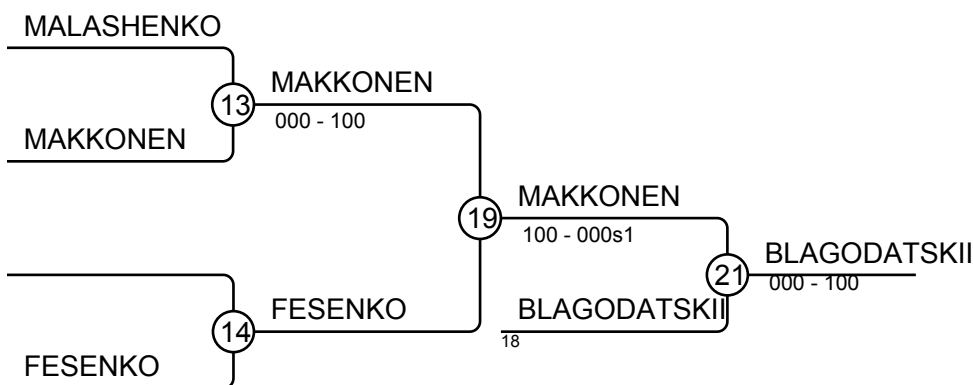 MALASHENKO
13
MAKKONEN
000 - 100
MAKKONEN
19
MAKKONEN
100 - 000s1
21
BLAGODATSKII
000 - 100
14
FESENKO
BLAGODATSKII
18
FESENKO